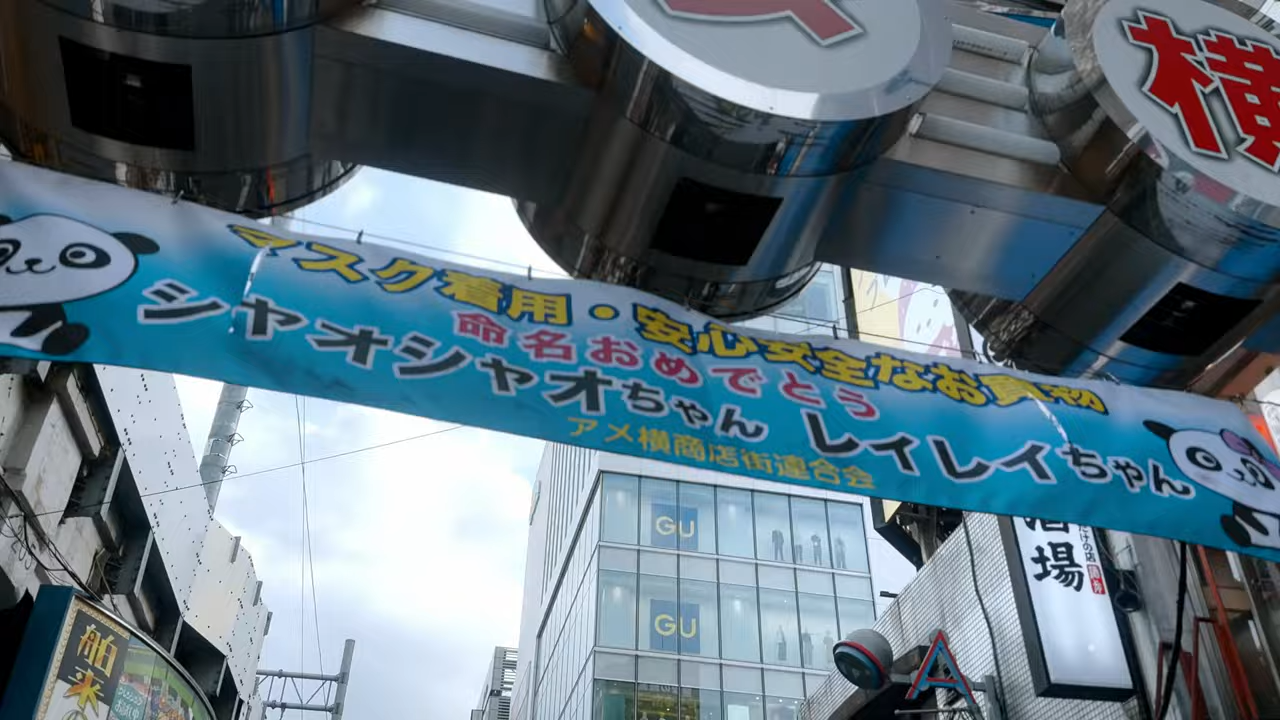 横
マスク着用・安心安全なお買物
命名おめでとう
シャオシャオちゃん レイレイちゃん
アメ横商店街連合会
GU
GU
酒場
舶来
A